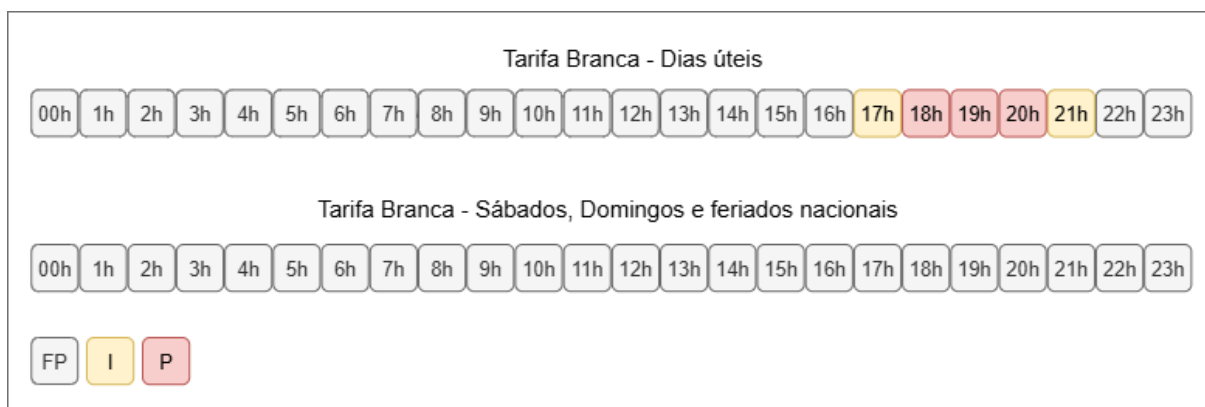 Tarifa Branca - Dias úteis
00h 1h 2h 3h 4h 5h 6h 7h 8h 9h 10h 11h 12h 13h 14h 15h 16h 17h 18h 19h 20h 21h 22h 23h
Tarifa Branca - Sábados, Domingos e feriados nacionais
00h 1h 2h 3h 4h 5h 6h 7h 8h 9h 10h 11h 12h 13h 14h 15h 16h 17h 18h 19h 20h 21h 22h 23h
FP I P